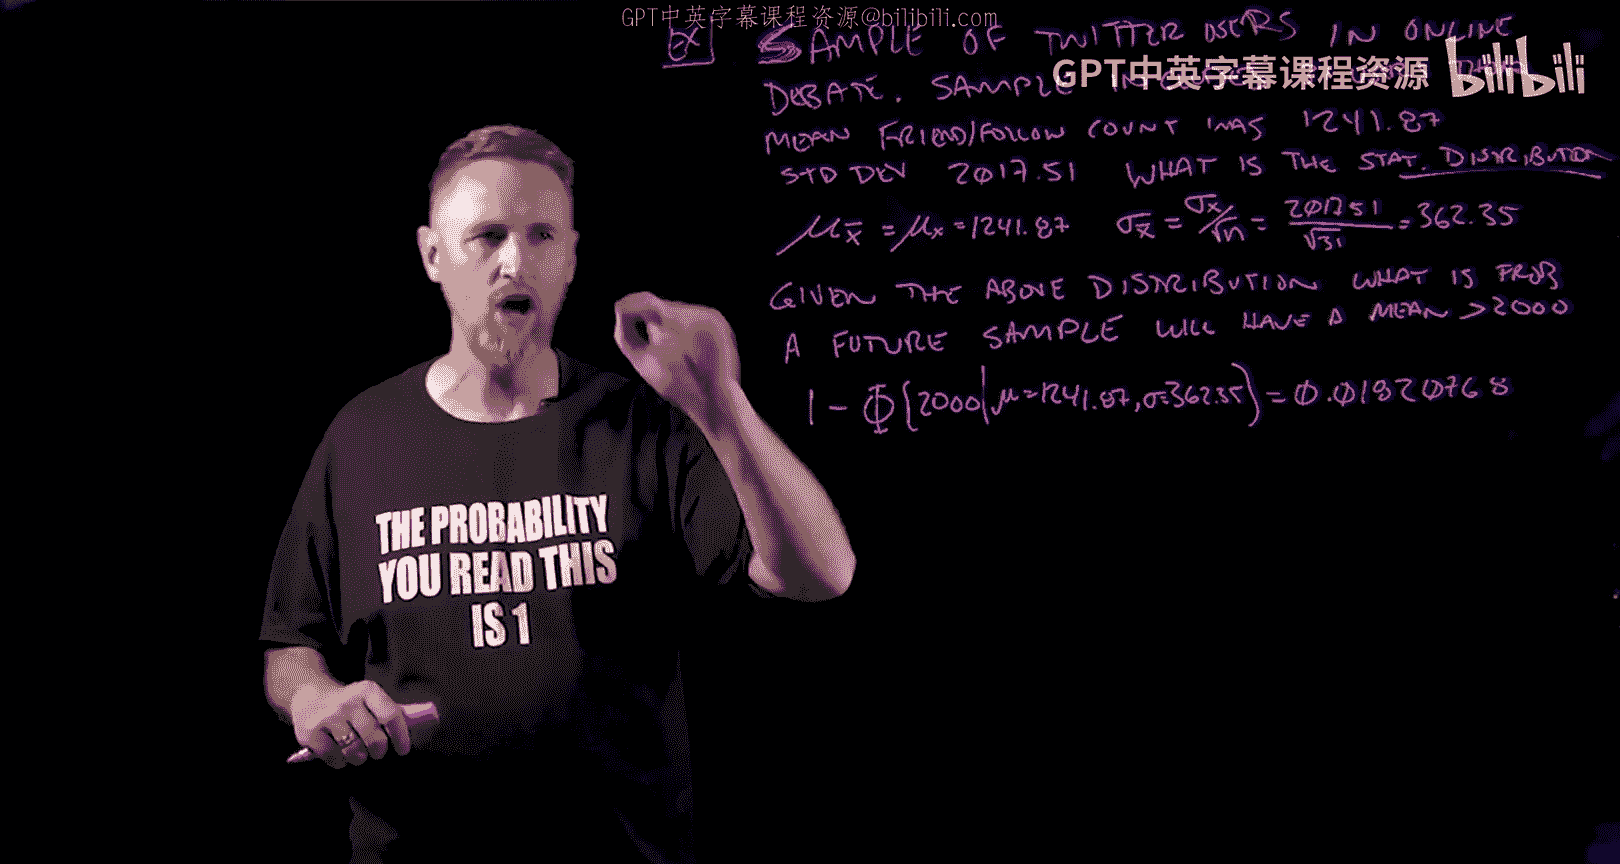 GPT中英字幕课程资源@bilibili.com
EX SAMPLE OF TWITTER USERS IN ONLINE
GPT中英字幕课程资源 bilibili
DEBATE. SAMPLE
MEAN FRIEND/FOLLOW COUNT WAS 1241.87
STD DEV 2017.51 WHAT IS THE STAT. DISTRIBUTION
μx̄ = μx = 1241.87 σx̄ = σx/√n = 2017.51/√31 = 362.35
GIVEN THE ABOVE DISTRIBUTION WHAT IS PROB
A FUTURE SAMPLE WILL HAVE A MEAN >2000
1 - Φ(2000|μ=1241.87, σ=362.35) = 0.01820768
THE PROBABILITY
YOU READ THIS
IS 1